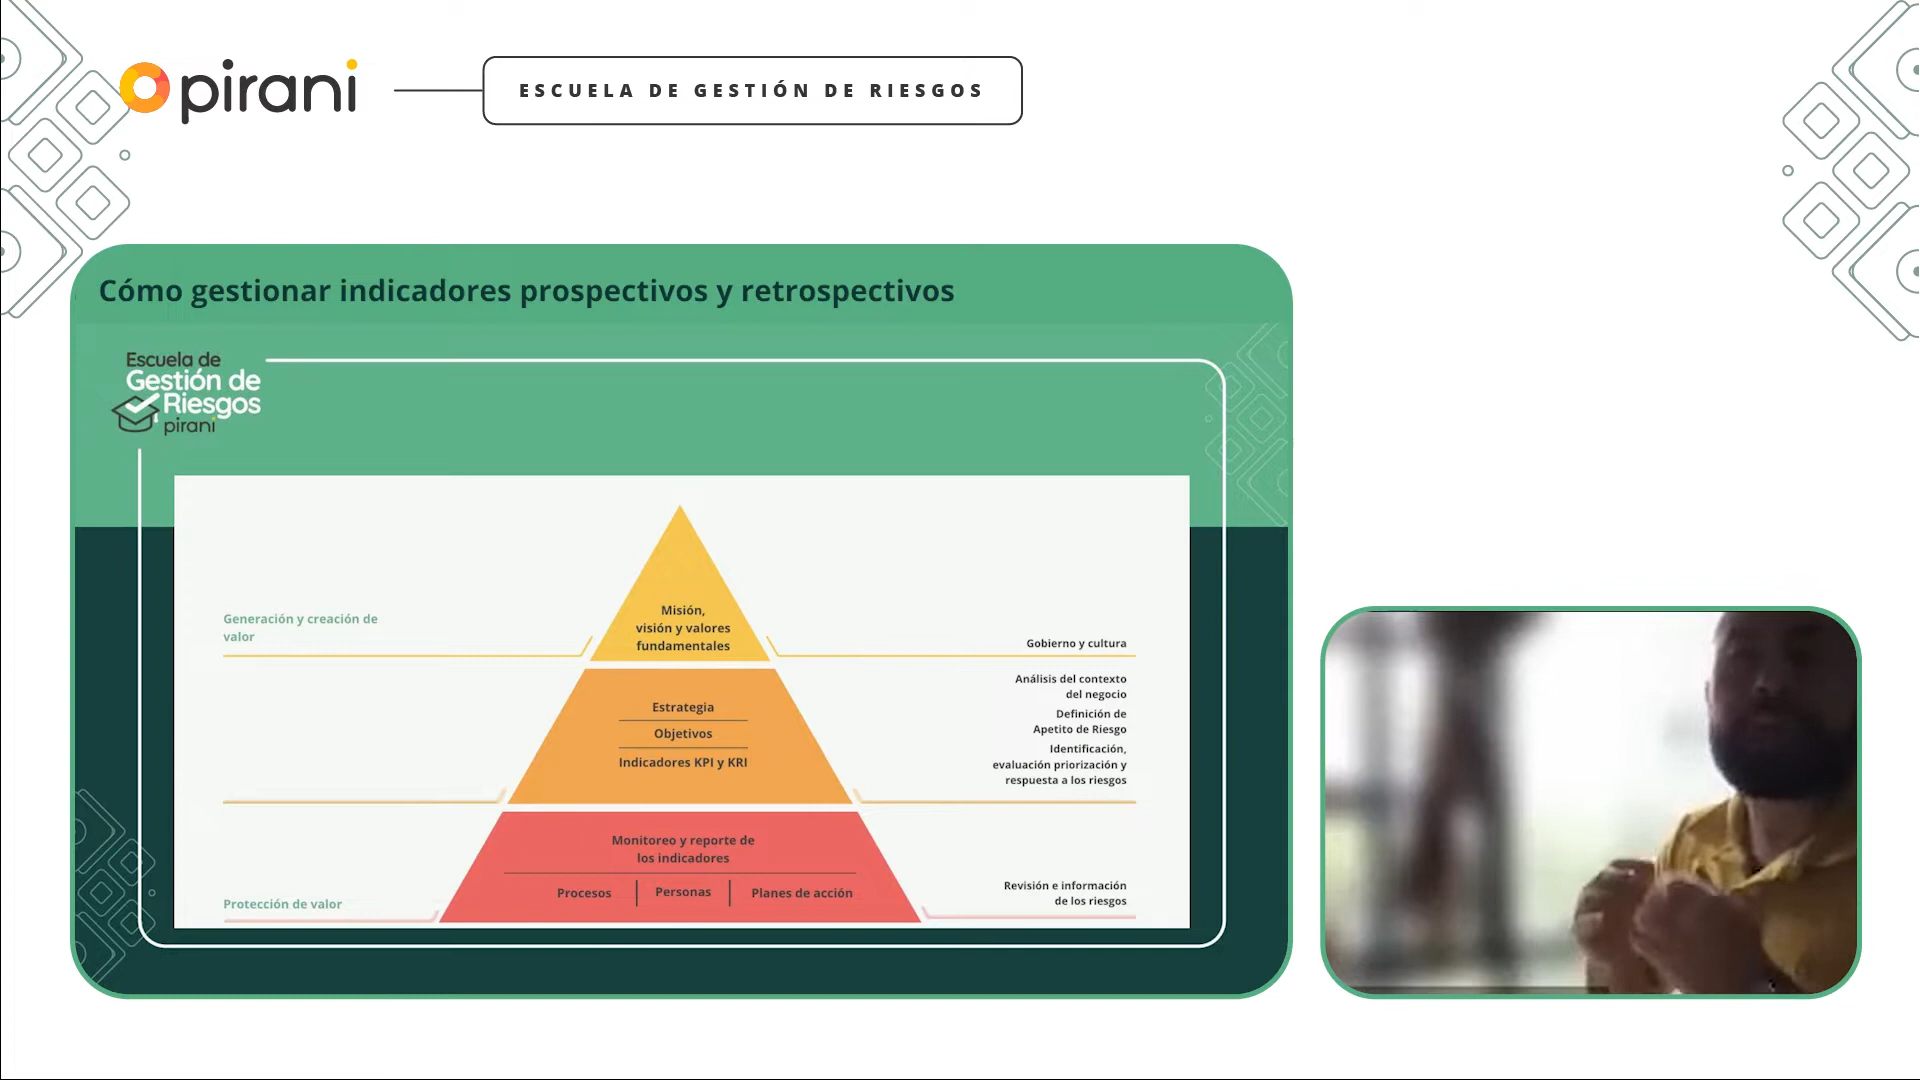 pirani
ESCUELA DE GESTIÓN DE RIESGOS
Cómo gestionar indicadores prospectivos y retrospectivos
Escuela de
Gestión de
Riesgos
pirani
Generación y creación de
valor
Misión,
visión y valores
fundamentales
Gobierno y cultura
Estrategia
Objetivos
Indicadores KPI y KRI
Análisis del contexto
del negocio
Definición de
Apetito de Riesgo
Identificación,
evaluación priorización y
respuesta a los riesgos
Protección de valor
Monitoreo y reporte de
los indicadores
Procesos
Personas
Planes de acción
Revisión e información
de los riesgos